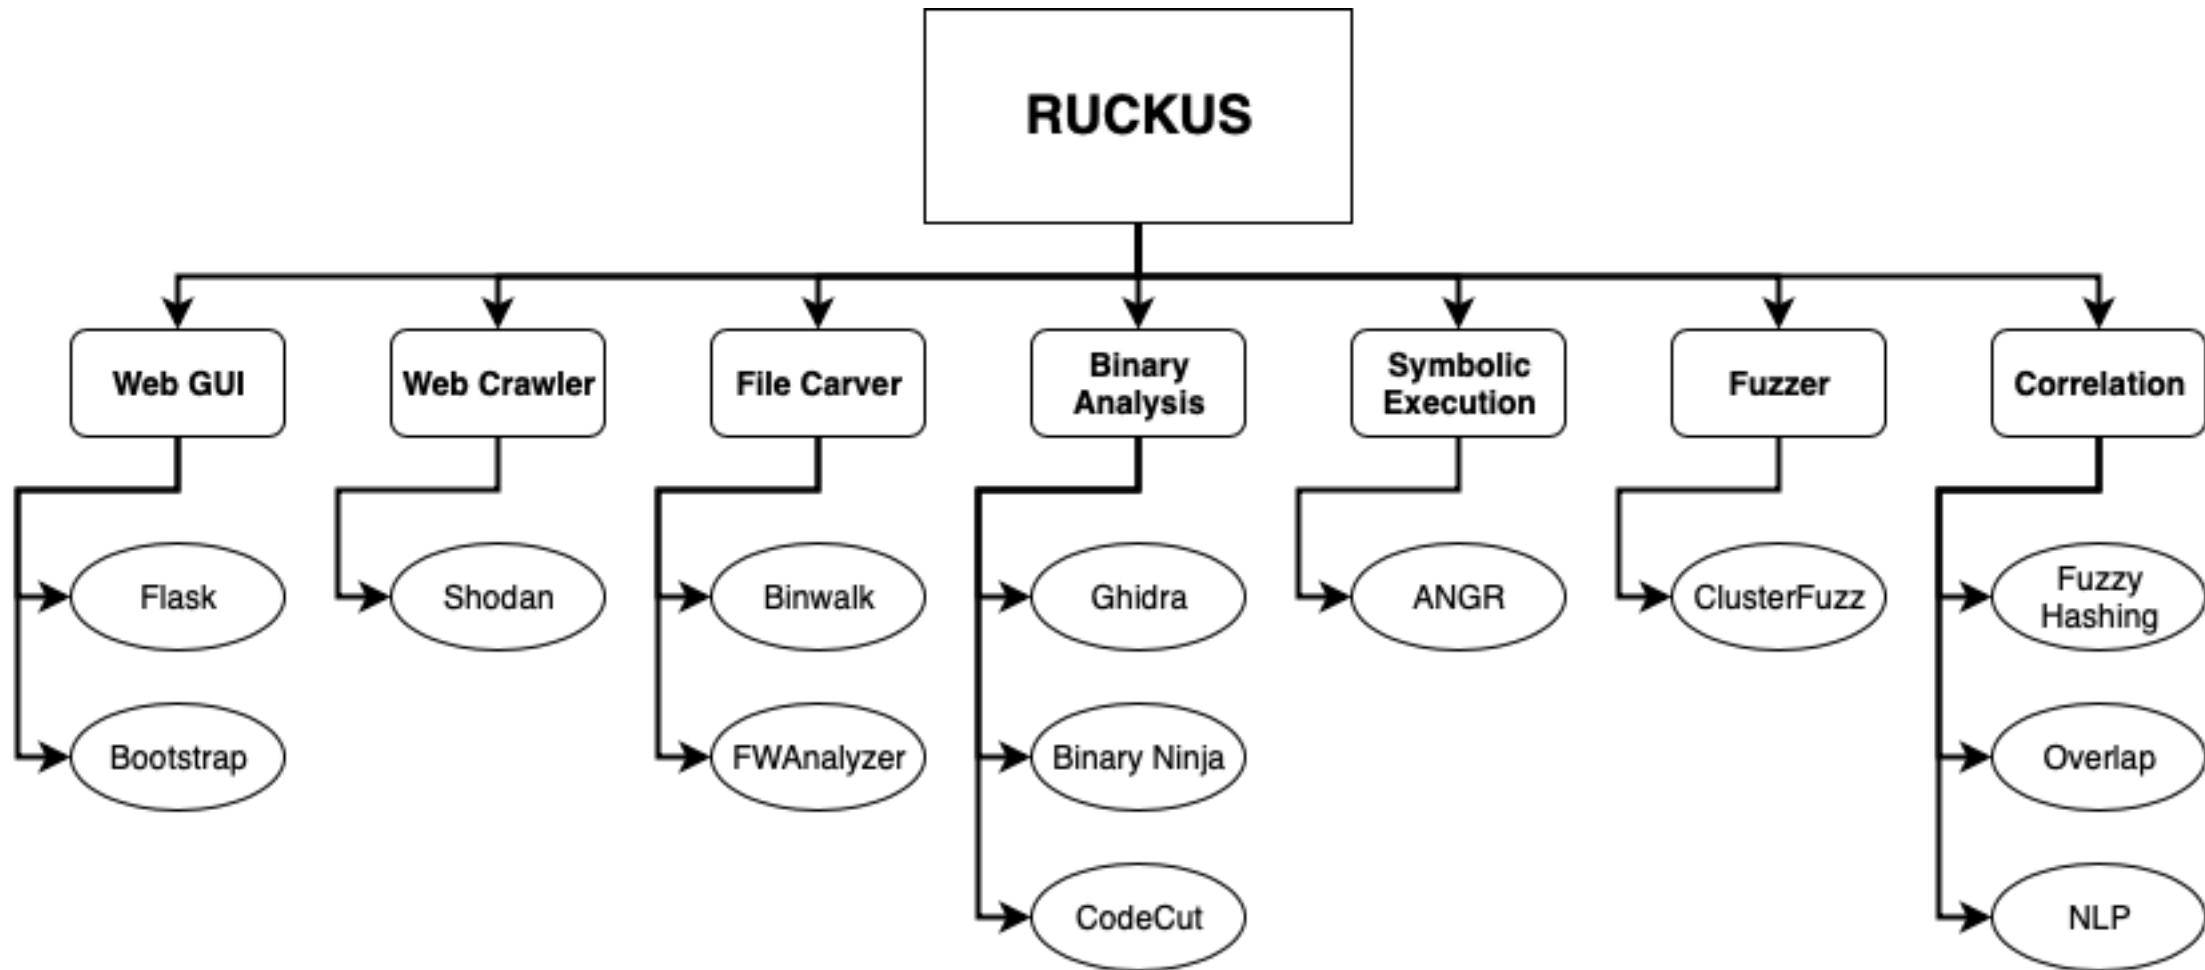 RUCKUS
Web GUI
Web Crawler
File Carver
Binary
Analysis
Symbolic
Execution
Fuzzer
Correlation
Flask
Shodan
Binwalk
Ghidra
ANGR
ClusterFuzz
Fuzzy
Hashing
Bootstrap
FWAnalyzer
Binary Ninja
Overlap
CodeCut
NLP